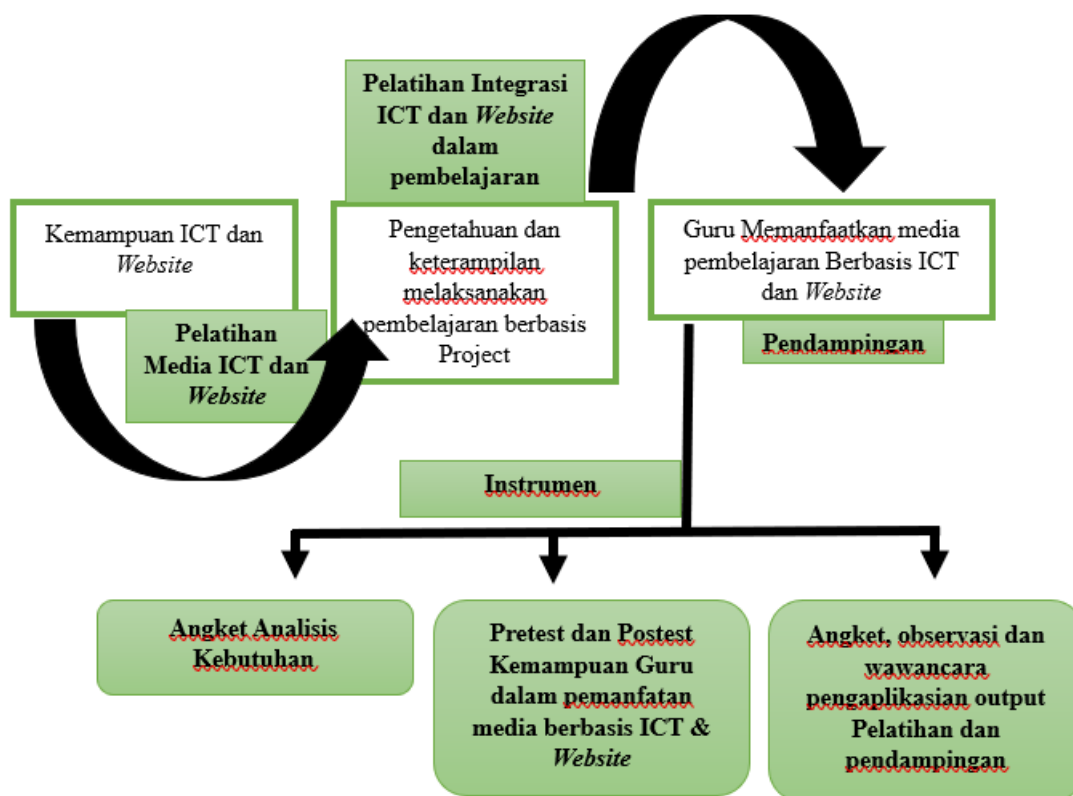 Pelatihan Integrasi
ICT dan Website
dalam
pembelajaran
Kemampuan ICT dan
Website
Pengetahuan dan
keterampilan
melaksanakan
pembelajaran berbasis
Project
Guru Memanfaatkan media
pembelajaran Berbasis ICT
dan Website
Pelatihan
Media ICT dan
Website
Pendampingan
Instrumen
Angket Analisis
Kebutuhan
Pretest dan Postest
Kemampuan Guru
dalam pemanfatan
media berbasis ICT &
Website
Angket, observasi dan
wawancara
pengaplikasian output
Pelatihan dan
pendampingan